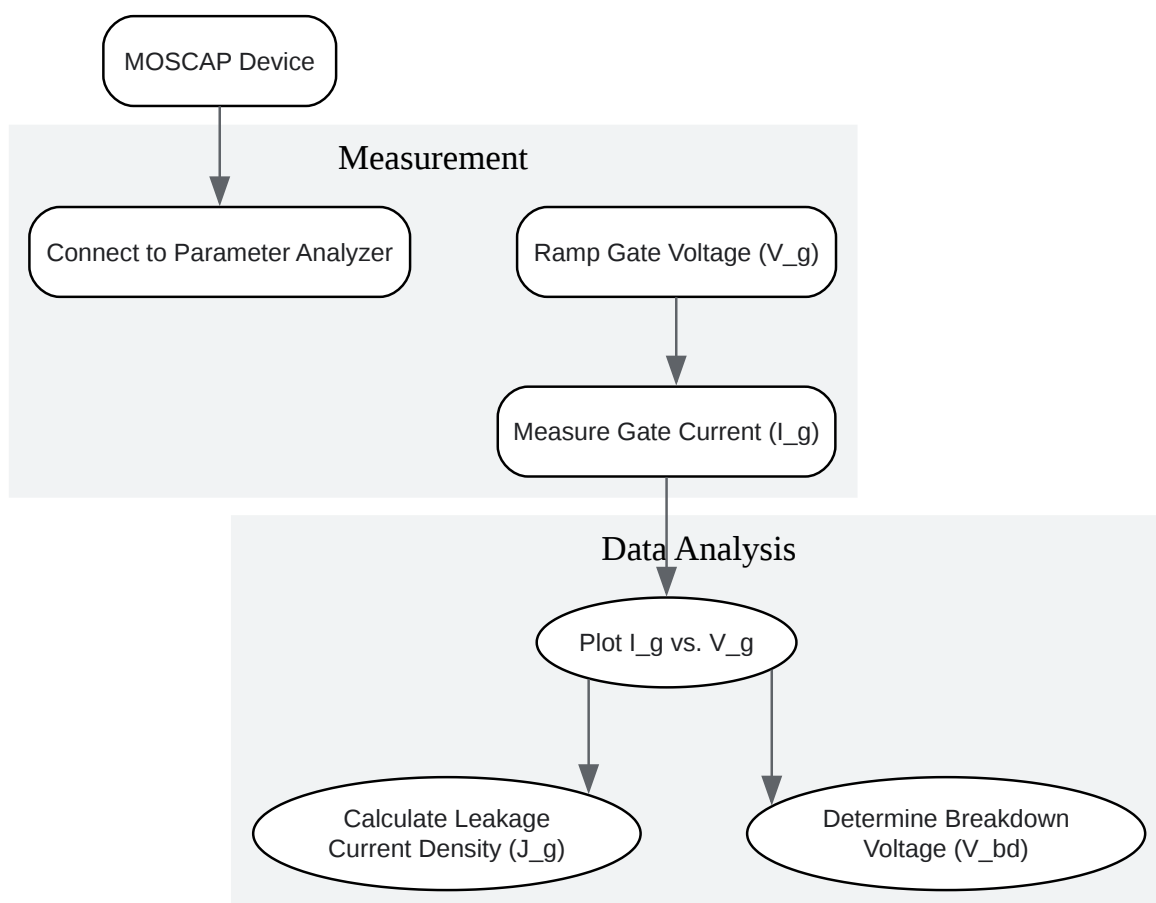 MOSCAP Device
Measurement
Connect to Parameter Analyzer
Ramp Gate Voltage (V_g)
Measure Gate Current (I_g)
Data Analysis
Plot I_g vs. V_g
Calculate Leakage
Current Density (J_g)
Determine Breakdown
Voltage (V_bd)